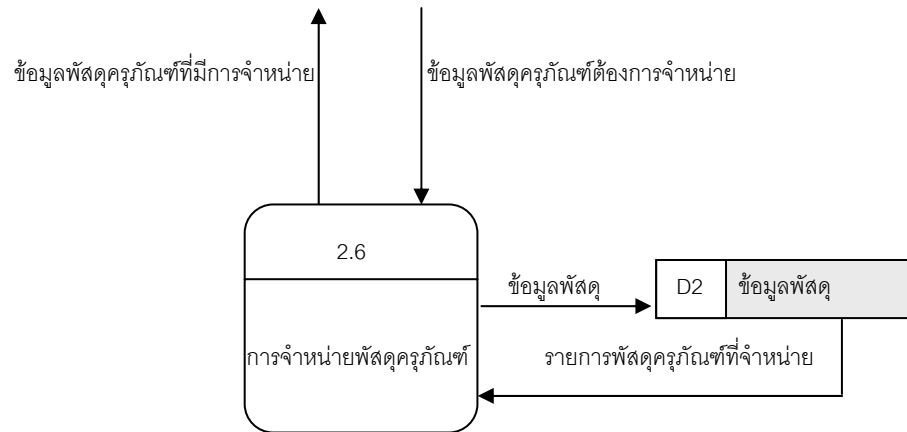 ข้อมูลพัสดุครุภัณฑ์ที่มีการจำหน่าย
ข้อมูลพัสดุครุภัณฑ์ต้องการจำหน่าย
2.6
การจำหน่ายพัสดุครุภัณฑ์
ข้อมูลพัสดุ
D2
ข้อมูลพัสดุ
รายการพัสดุครุภัณฑ์ที่จำหน่าย